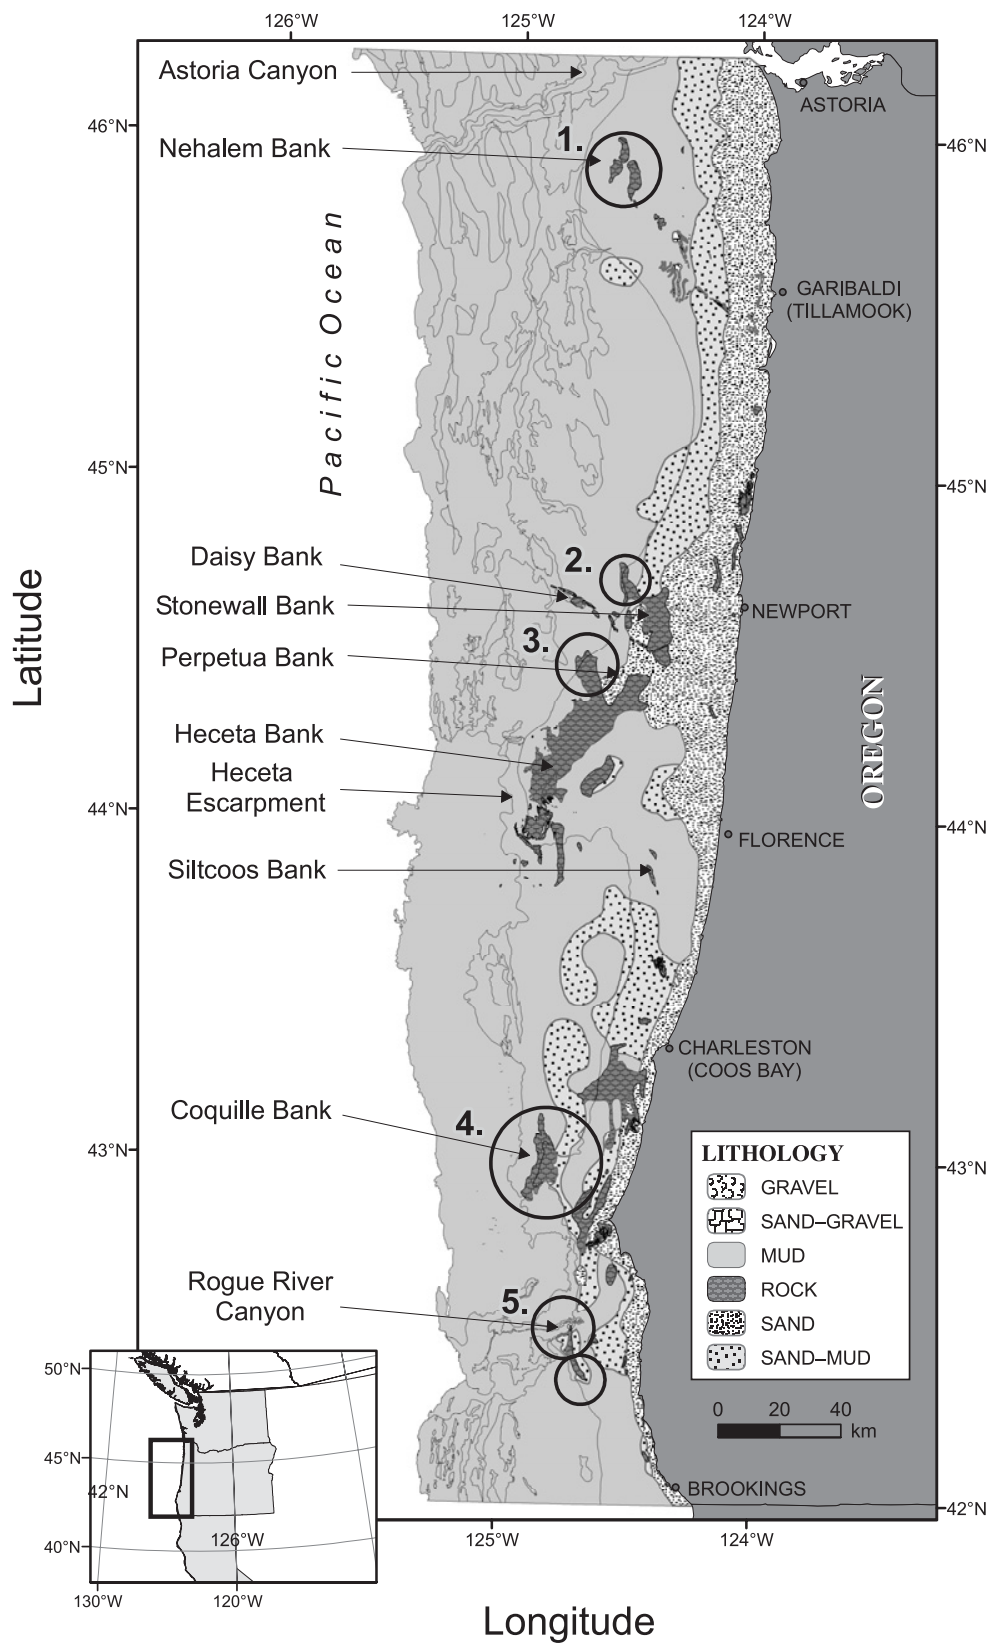 126°W
125°W
124°W
Astoria Canyon
ASTORIA
46°N
1.
Nehalem Bank
46°N
Pacific Ocean
GARIBALDI
(TILLAMOOK)
45°N
45°N
Daisy Bank
2.
Stonewall Bank
NEWPORT
3.
Perpetua Bank
Latitude
OREGON
Heceta Bank
Heceta
Escarpment
44°N
44°N
FLORENCE
Siltcoos Bank
CHARLESTON
(COOS BAY)
Coquille Bank
4.
43°N
43°N
LITHOLOGY
GRAVEL
SAND–GRAVEL
MUD
ROCK
SAND
SAND–MUD
Rogue River
Canyon
5.
0 20 40
km
50°N
45°N
42°N
40°N
126°W
130°W
120°W
BROOKINGS
42°N
125°W
124°W
Longitude